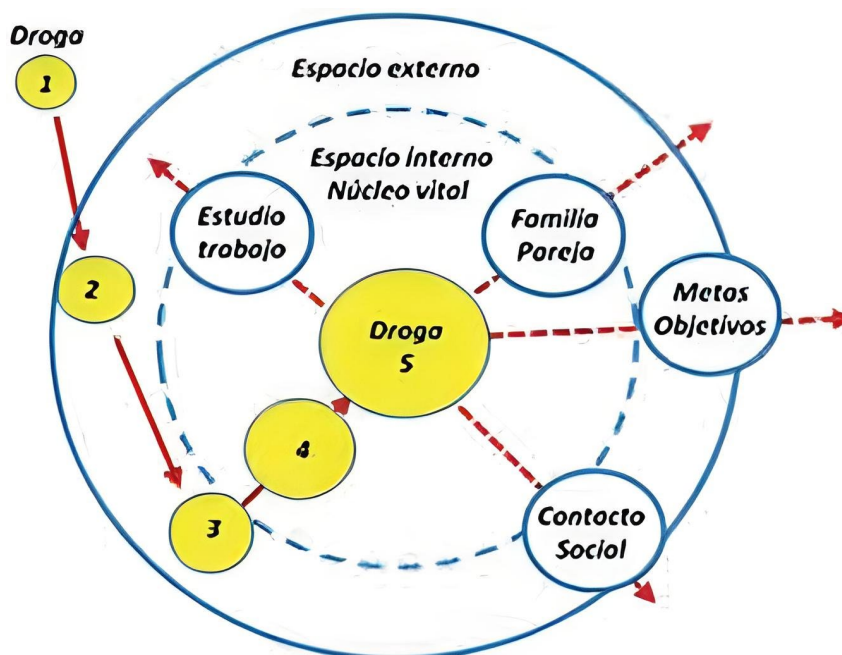 Droga
1
Espacio externo
Espacio interno
Núcleo vital
Estudio
trabajo
Familia
Pareja
2
Metas
Objetivos
Droga
5
4
3
Contacto
Social